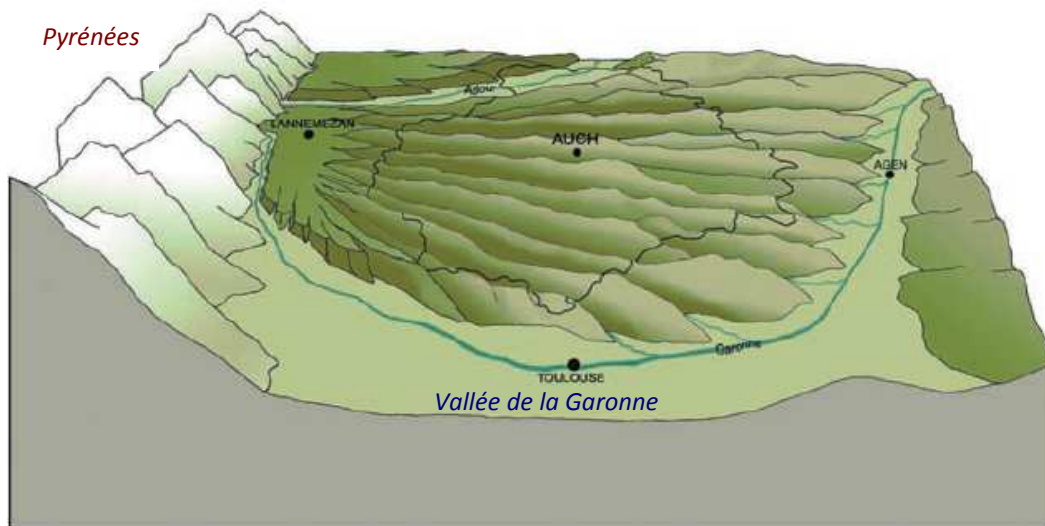 Pyrénées
Adour
LANNEMEZAN
AUCH
AGEN
Garonne
TOULOUSE
Vallée de la Garonne